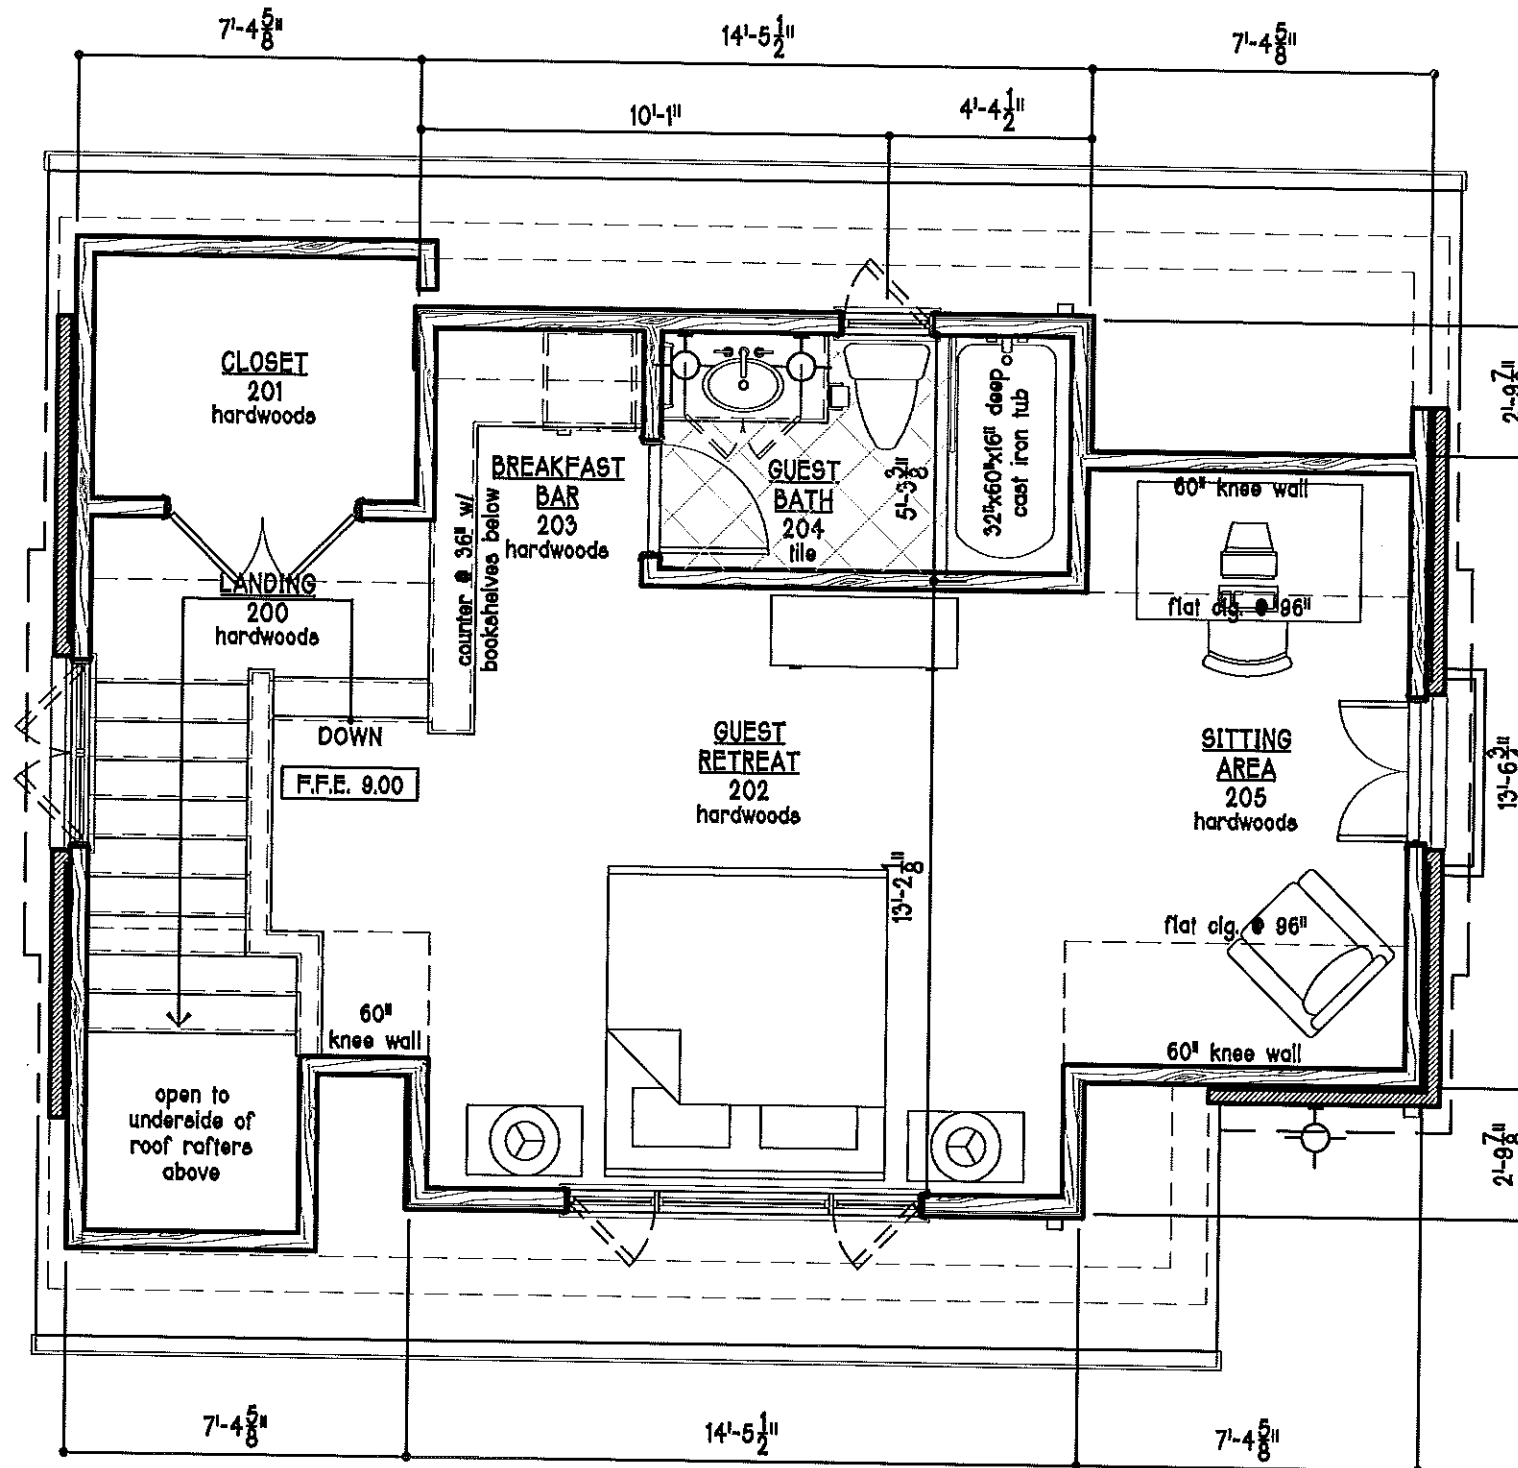 7'-4 5/8"
14'-5 1/2"
7'-4 5/8"
10'-1"
4'-4 1/2"
CLOSET
201
hardwoods
BREAKFAST
BAR
203
hardwoods
counter @ 36" w/
bookshelves below
GUEST
BATH
204
tile
5'-5 3/8"
32"x60"x16" deep
cast iron tub
2'-9 7/8"
60" knee wall
flat clg. @ 96"
LANDING
200
hardwoods
DOWN
F.F.E. 9.00
GUEST
RETREAT
202
hardwoods
SITTING
AREA
205
hardwoods
13'-6 3/4"
13'-2 1/8"
flat clg. @ 96"
60"
knee wall
60" knee wall
open to
underside of
roof rafters
above
2'-9 7/8"
7'-4 5/8"
14'-5 1/2"
7'-4 5/8"